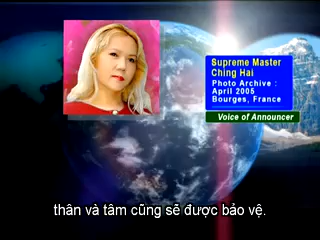 Supreme Master
Ching Hai
Photo Archive :
April 2005
Bourges, France
Voice of Announcer
thân và tâm cũng sẽ được bảo vệ.